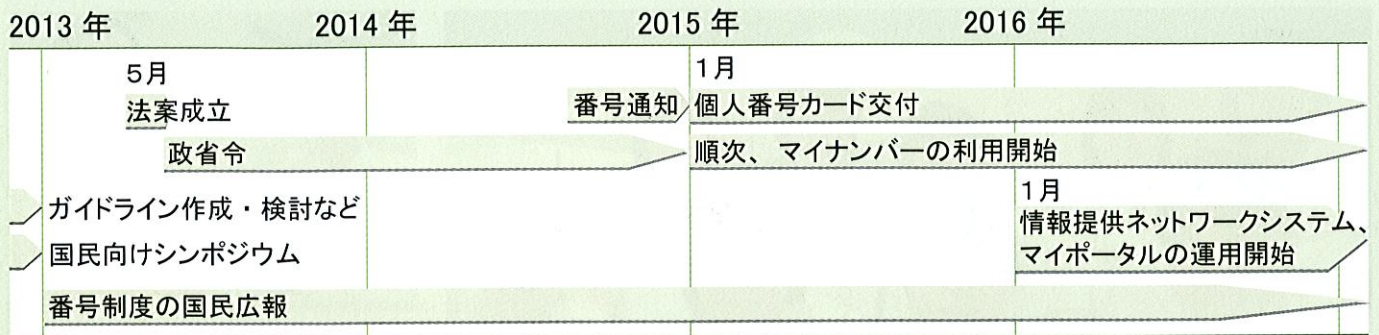 2013年 2014年 2015年 2016年
5月
法案成立
政省令
番号通知
1月
個人番号カード交付
順次、マイナンバーの利用開始
ガイドライン作成・検討など
国民向けシンポジウム
1月
情報提供ネットワークシステム、
マイポータルの運用開始
番号制度の国民広報